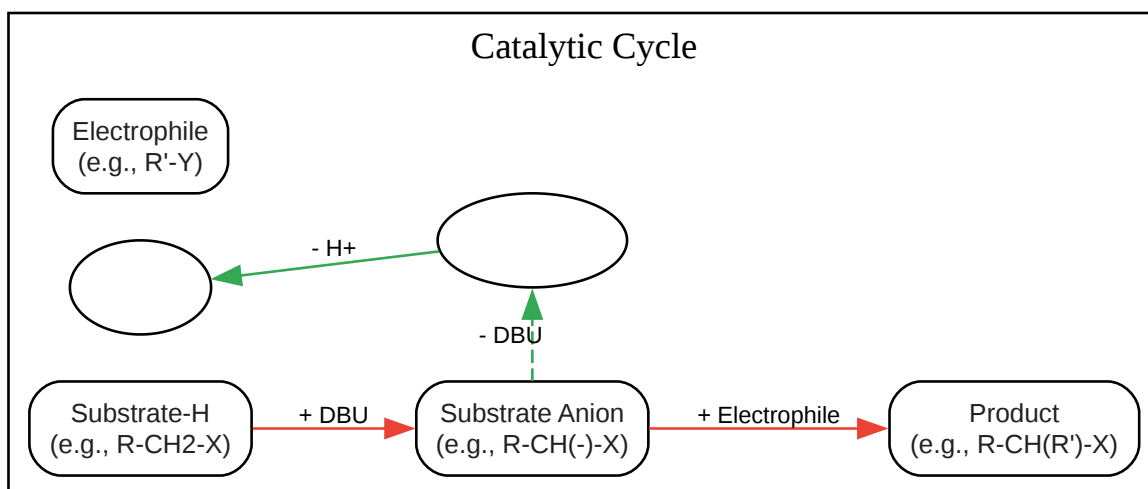 Catalytic Cycle
Electrophile
(e.g., R'-Y)
- H+
- DBU
Substrate-H
(e.g., R-CH2-X)
+ DBU
Substrate Anion
(e.g., R-CH(-)-X)
+ Electrophile
Product
(e.g., R-CH(R')-X)